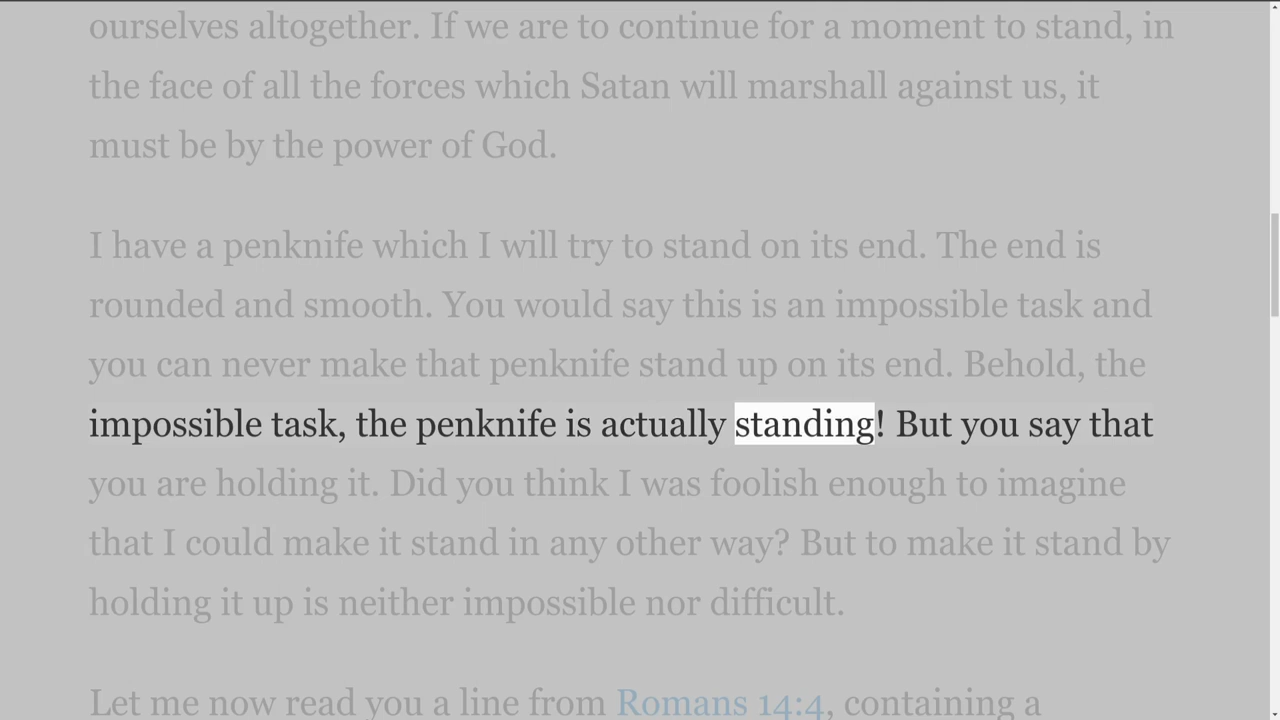 ourselves altogether. If we are to continue for a moment to stand, in
the face of all the forces which Satan will marshall against us, it
must be by the power of God.
I have a penknife which I will try to stand on its end. The end is
rounded and smooth. You would say this is an impossible task and
you can never make that penknife stand up on its end. Behold, the
impossible task, the penknife is actually standing! But you say that
you are holding it. Did you think I was foolish enough to imagine
that I could make it stand in any other way? But to make it stand by
holding it up is neither impossible nor difficult.
Let me now read you a line from Romans 14:4, containing a